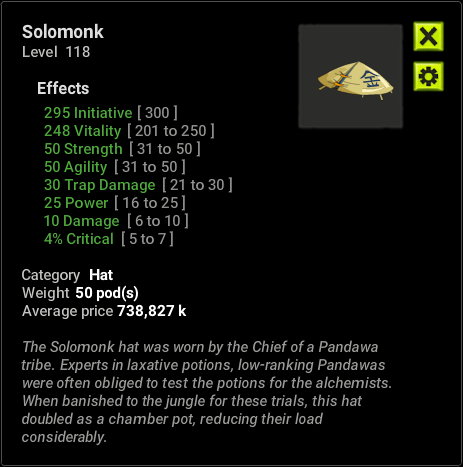 Solomonk
Level 118
Effects
295 Initiative [ 300 ]
248 Vitality [ 201 to 250 ]
50 Strength [ 31 to 50 ]
50 Agility [ 31 to 50 ]
30 Trap Damage [ 21 to 30 ]
25 Power [ 16 to 25 ]
10 Damage [ 6 to 10 ]
4% Critical [ 5 to 7 ]
Category Hat
Weight 50 pod(s)
Average price 738,827 k
The Solomonk hat was worn by the Chief of a Pandawa
tribe. Experts in laxative potions, low-ranking Pandawas
were often obliged to test the potions for the alchemists.
When banished to the jungle for these trials, this hat
doubled as a chamber pot, reducing their load
considerably.